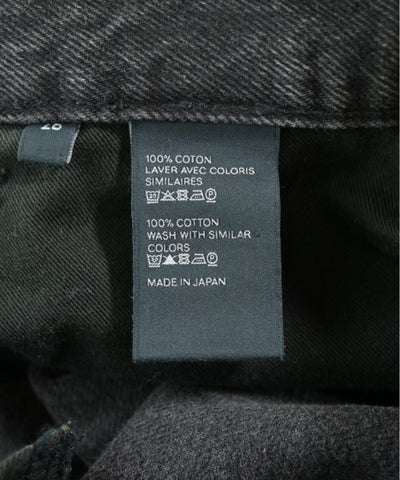 28
100% COTON
LAVER AVEC COLORIS
SIMILAIRES
100% COTTON
WASH WITH SIMILAR
COLORS
MADE IN JAPAN